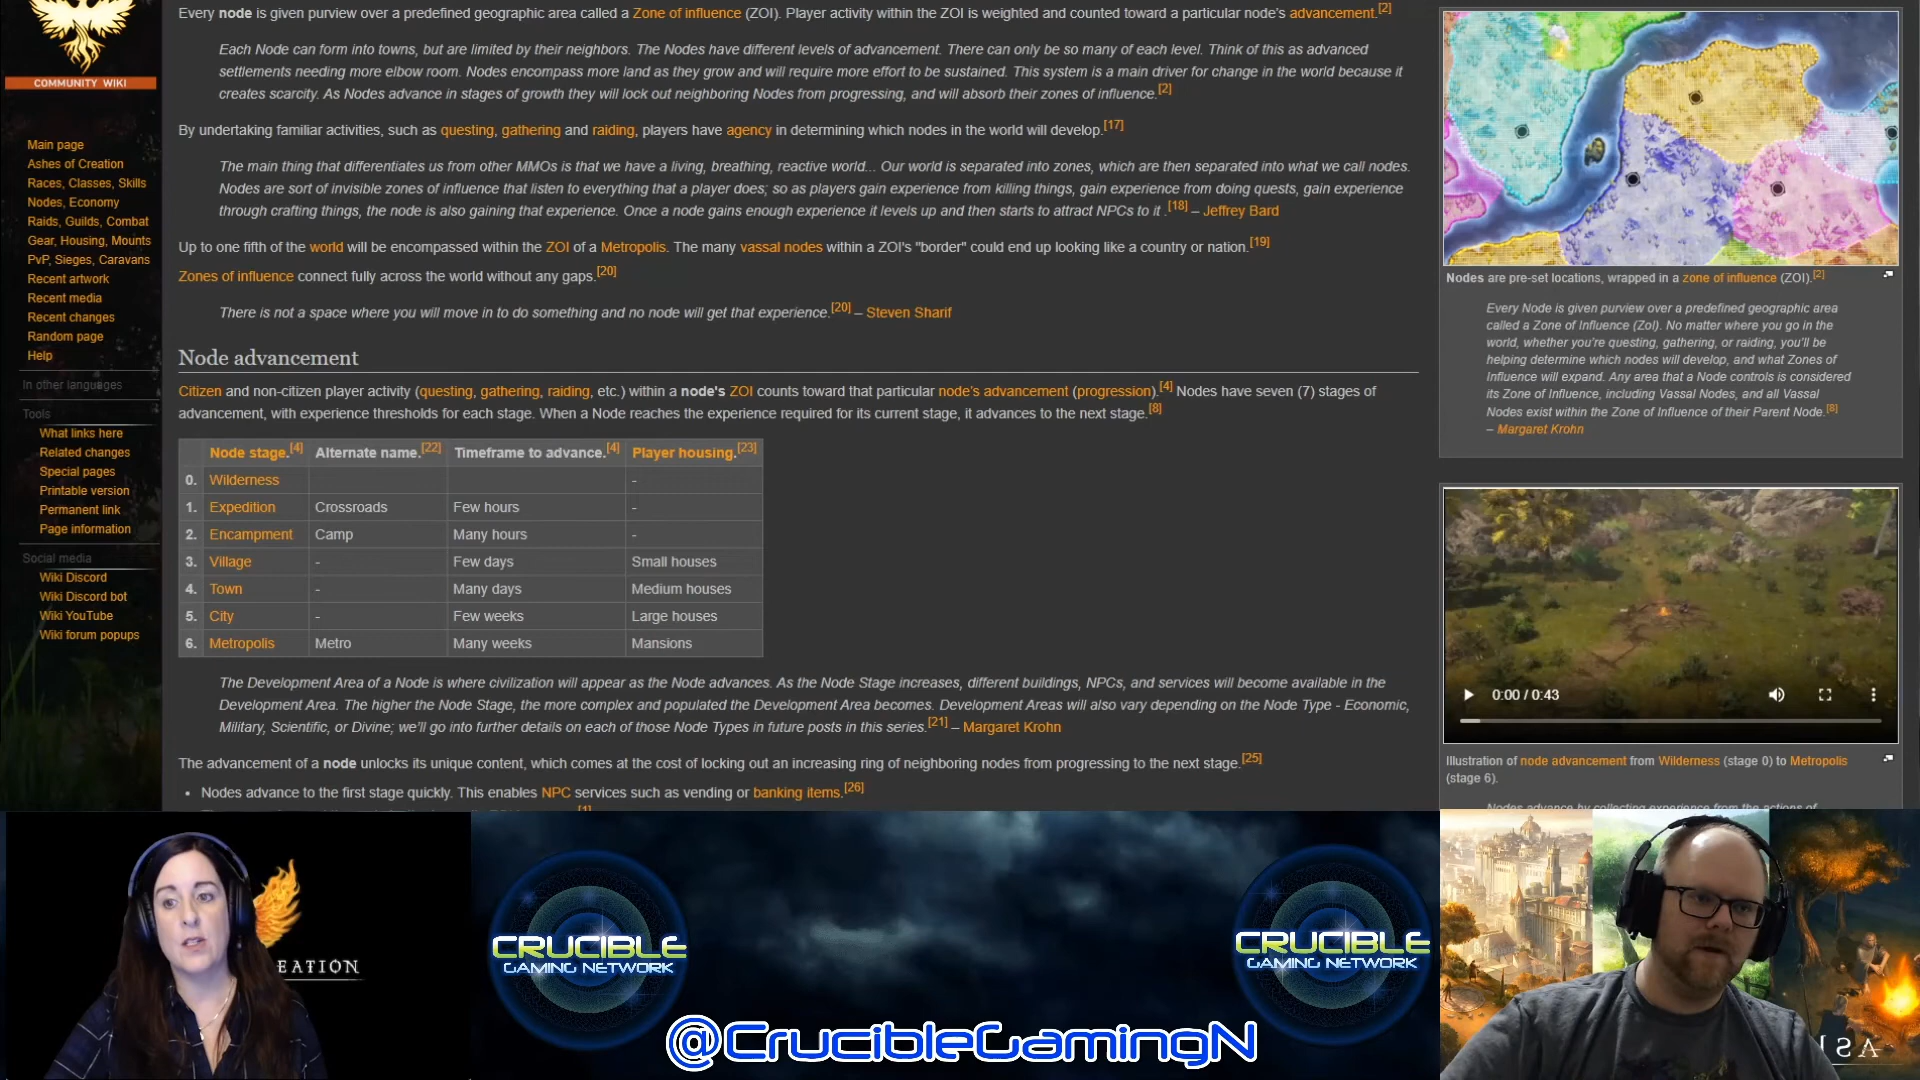 COMMUNITY WIKI
Main page
Ashes of Creation
Races, Classes, Skills
Nodes, Economy
Raids, Guilds, Combat
Gear, Housing, Mounts
PvP, Sieges, Caravans
Recent artwork
Recent media
Recent changes
Random page
Help
In other languages
Tools
What links here
Related changes
Special pages
Printable version
Permanent link
Page information
Social media
Wiki Discord
Wiki Discord bot
Wiki YouTube
Wiki forum popups
Every node is given purview over a predefined geographic area called a Zone of influence (ZOI). Player activity within the ZOI is weighted and counted toward a particular node's advancement.[2]
Each Node can form into towns, but are limited by their neighbors. The Nodes have different levels of advancement. There can only be so many of each level. Think of this as advanced
settlements needing more elbow room. Nodes encompass more land as they grow and will require more effort to be sustained. This system is a main driver for change in the world because it
creates scarcity. As Nodes advance in stages of growth they will lock out neighboring Nodes from progressing, and will absorb their zones of influence.[2]
By undertaking familiar activities, such as questing, gathering and raiding, players have agency in determining which nodes in the world will develop.[17]
The main thing that differentiates us from other MMOs is that we have a living, breathing, reactive world... Our world is separated into zones, which are then separated into what we call nodes.
Nodes are sort of invisible zones of influence that listen to everything that a player does; so as players gain experience from killing things, gain experience from doing quests, gain experience
through crafting things, the node is also gaining that experience. Once a node gains enough experience it levels up and then starts to attract NPCs to it .[18] – Jeffrey Bard
Up to one fifth of the world will be encompassed within the ZOI of a Metropolis. The many vassal nodes within a ZOI's "border" could end up looking like a country or nation.[19]
Zones of influence connect fully across the world without any gaps.[20]
There is not a space where you will move in to do something and no node will get that experience.[20] – Steven Sharif
Node advancement
Citizen and non-citizen player activity (questing, gathering, raiding, etc.) within a node's ZOI counts toward that particular node's advancement (progression).[4] Nodes have seven (7) stages of
advancement, with experience thresholds for each stage. When a Node reaches the experience required for its current stage, it advances to the next stage.[8]
Node stage.[4] Alternate name.[22] Timeframe to advance.[4] Player housing.[23]
0. Wilderness -
1. Expedition Crossroads Few hours -
2. Encampment Camp Many hours -
3. Village - Few days Small houses
4. Town - Many days Medium houses
5. City - Few weeks Large houses
6. Metropolis Metro Many weeks Mansions
The Development Area of a Node is where civilization will appear as the Node advances. As the Node Stage increases, different buildings, NPCs, and services will become available in the
Development Area. The higher the Node Stage, the more complex and populated the Development Area becomes. Development Areas will also vary depending on the Node Type - Economic,
Military, Scientific, or Divine; we'll go into further details on each of those Node Types in future posts in this series.[21] – Margaret Krohn
The advancement of a node unlocks its unique content, which comes at the cost of locking out an increasing ring of neighboring nodes from progressing to the next stage.[25]
• Nodes advance to the first stage quickly. This enables NPC services such as vending or banking items.[26]
Nodes are pre-set locations, wrapped in a zone of influence (ZOI).[2]
Every Node is given purview over a predefined geographic area
called a Zone of Influence (ZoI). No matter where you go in the
world, whether you're questing, gathering, or raiding, you'll be
helping determine which nodes will develop, and what Zones of
Influence will expand. Any area that a Node controls is considered
its Zone of Influence, including Vassal Nodes, and all Vassal
Nodes exist within the Zone of Influence of their Parent Node.[8]
– Margaret Krohn
0:00 / 0:43
Illustration of node advancement from Wilderness (stage 0) to Metropolis
(stage 6).
Nodes advance by collecting experience from the actions of
EATION
CRUCIBLE
GAMING NETWORK
CRUCIBLE
GAMING NETWORK
@CrucibleGamingN